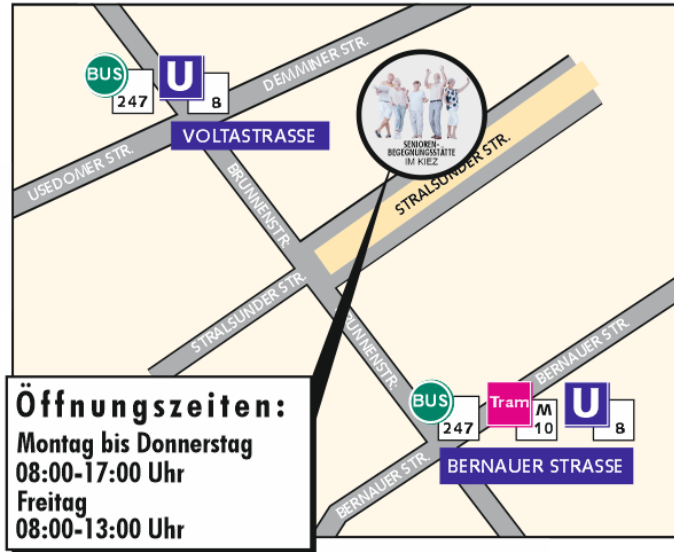 DEMMINER STR.
BUS
247
U
8
VOLTASTRASSE
USEDOMER STR.
BRUNNENSTR.
SENIOREN-
BEGEGNUNGSSTÄTTE
IM KIEZ
STRALSUNDER STR.
STRALSUNDER STR.
BRUNNENSTR.
BERNAUER STR.
BUS
247
Tram
M
10
U
8
BERNAUER STRASSE
BERNAUER STR.
Öffnungszeiten:
Montag bis Donnerstag
08:00-17:00 Uhr
Freitag
08:00-13:00 Uhr